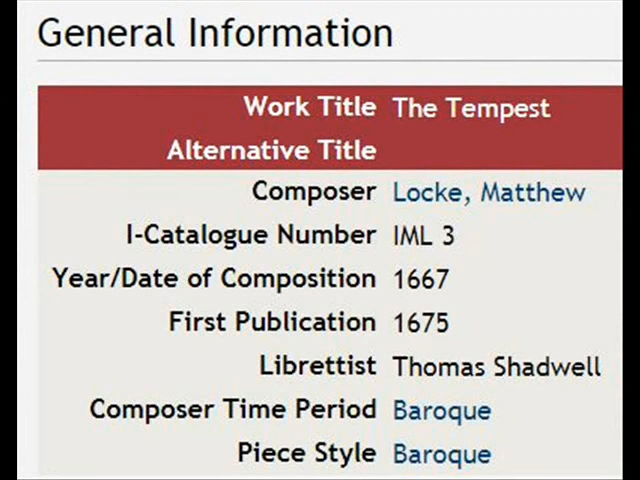 General Information
Work Title The Tempest
Alternative Title
Composer Locke, Matthew
I-Catalogue Number IML 3
Year/Date of Composition 1667
First Publication 1675
Librettist Thomas Shadwell
Composer Time Period Baroque
Piece Style Baroque